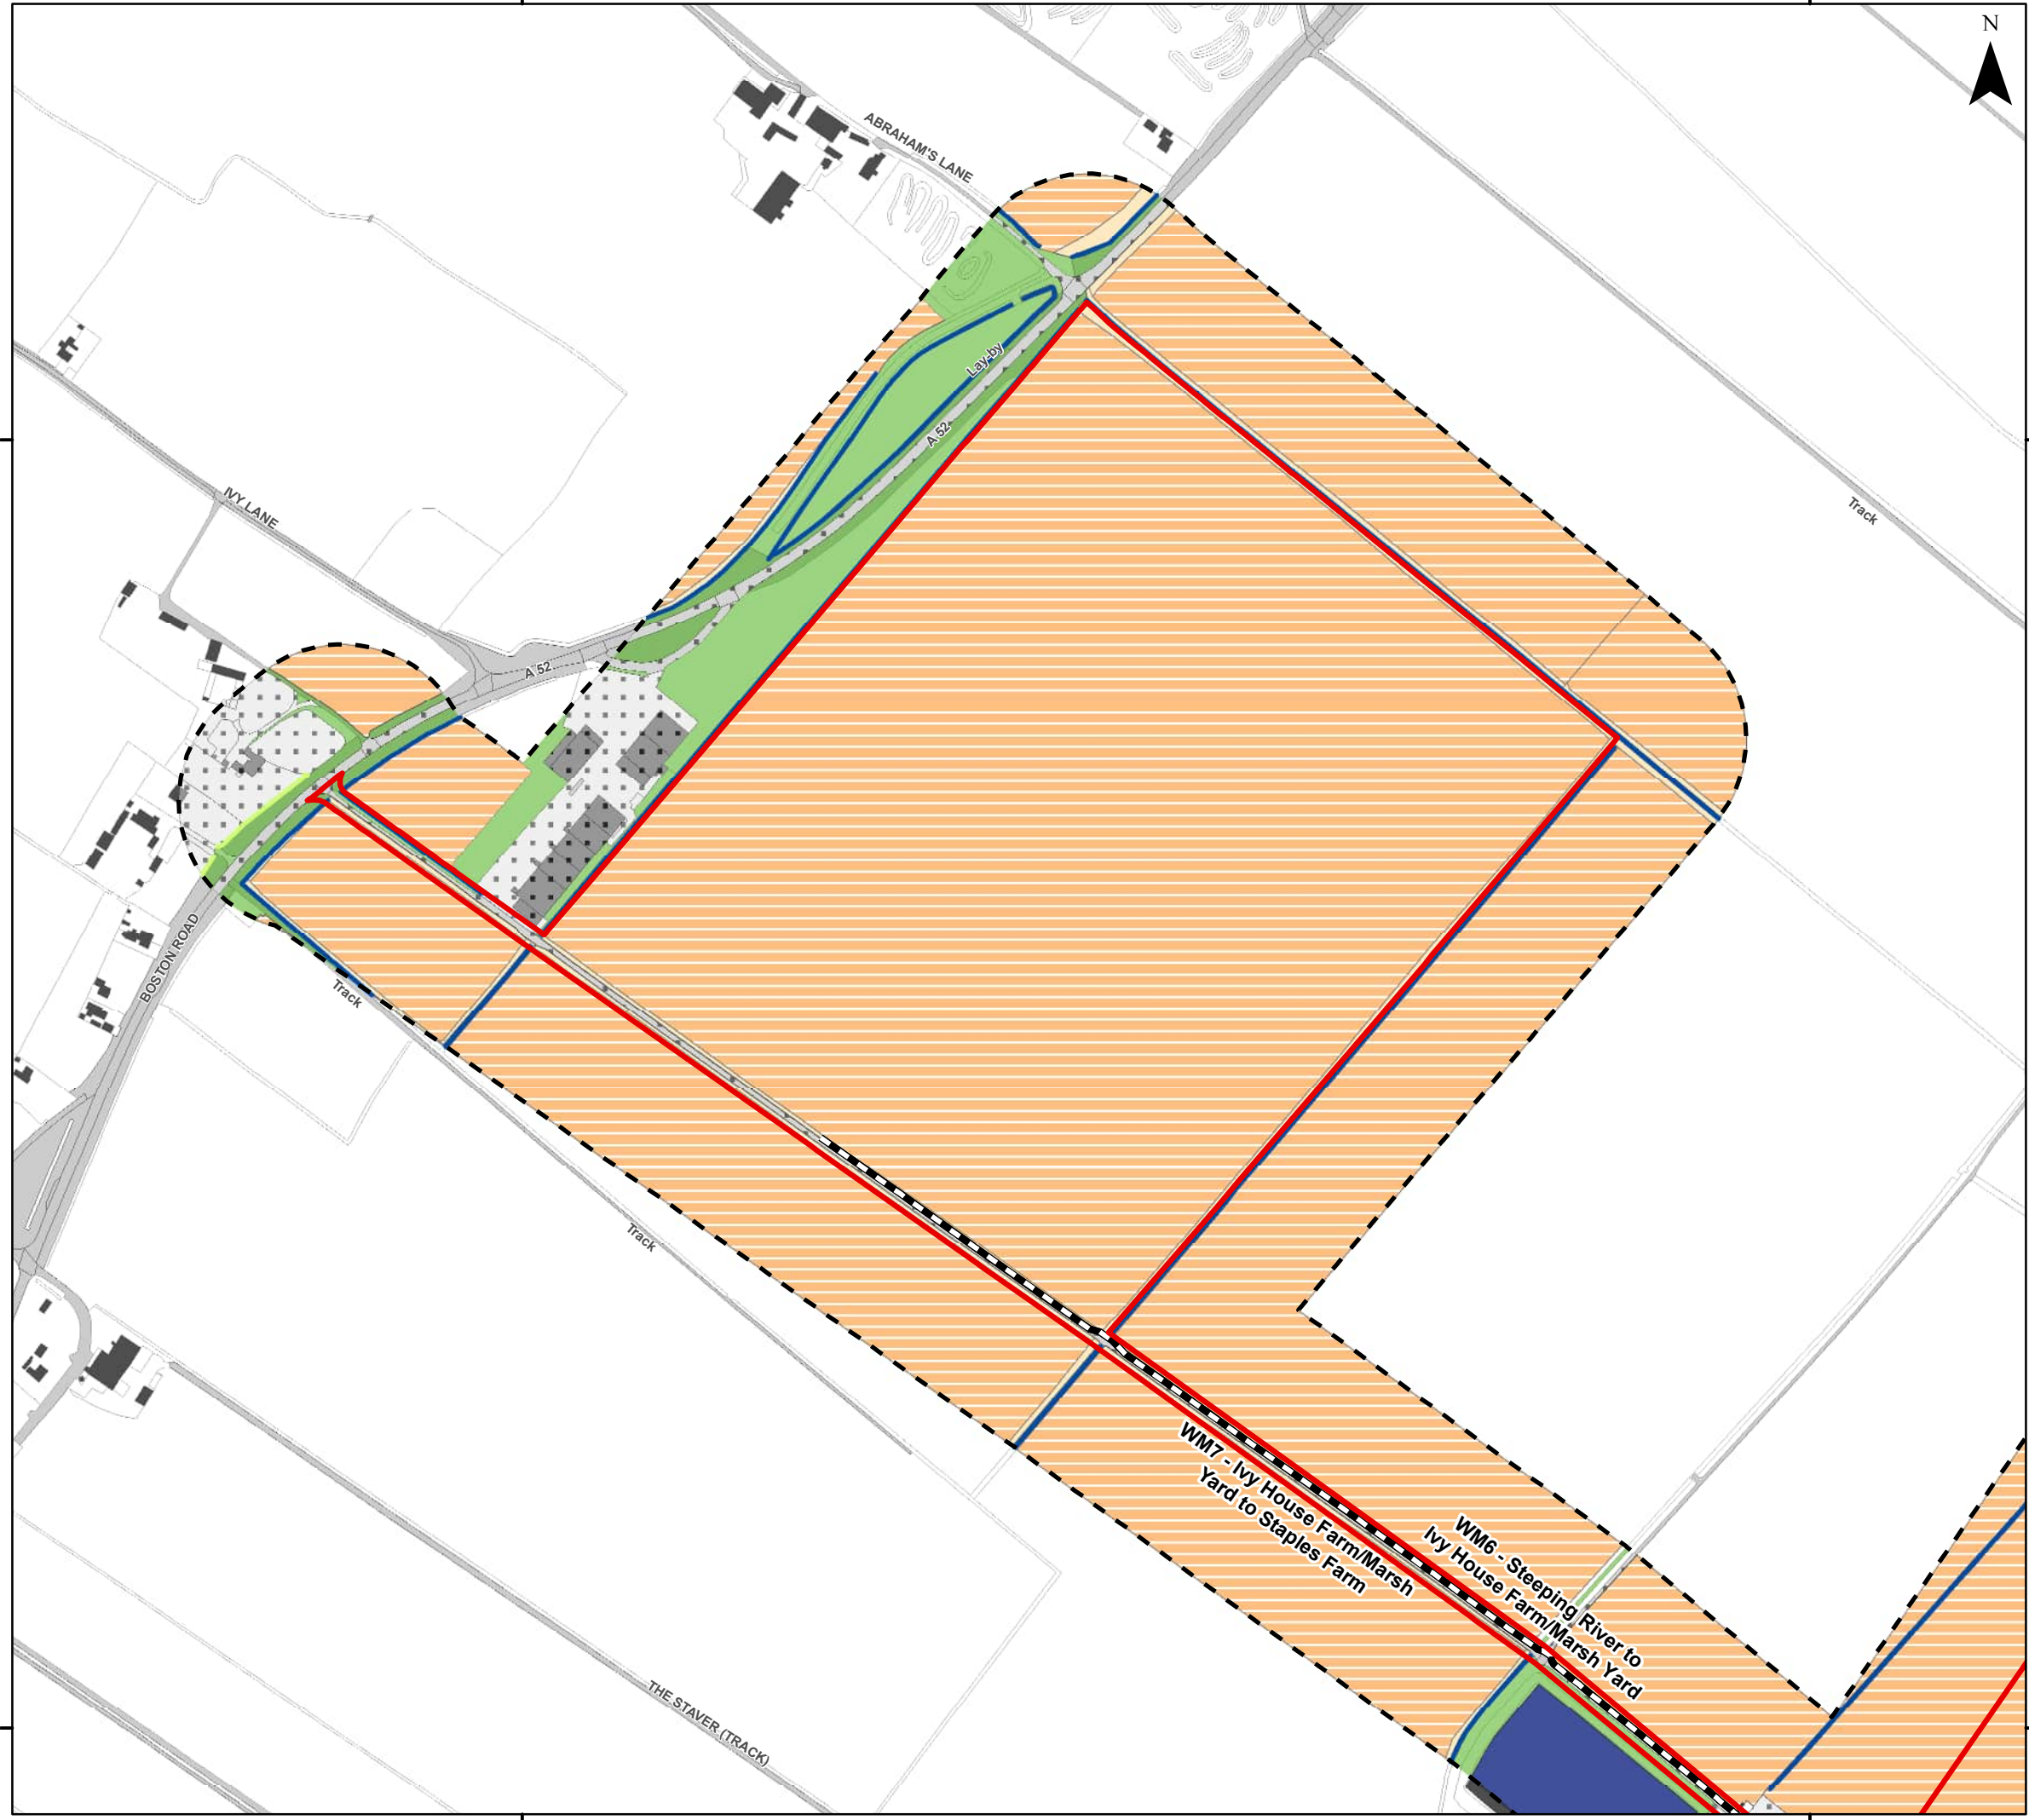 N
ABRAHAM'S LANE
Lay-by
A 52
IVY LANE
Track
A 52
BOSTON ROAD
Track
Track
WM7 - Ivy House Farm/Marsh
Yard to Staples Farm
WM6 - Steeping River to
Ivy House Farm/Marsh Yard
THE STAVER (TRACK)